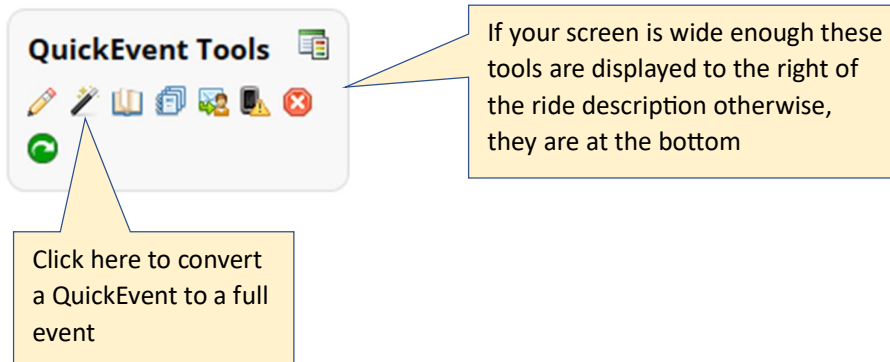 QuickEvent Tools
If your screen is wide enough these
tools are displayed to the right of
the ride description otherwise,
they are at the bottom
Click here to convert
a QuickEvent to a full
event